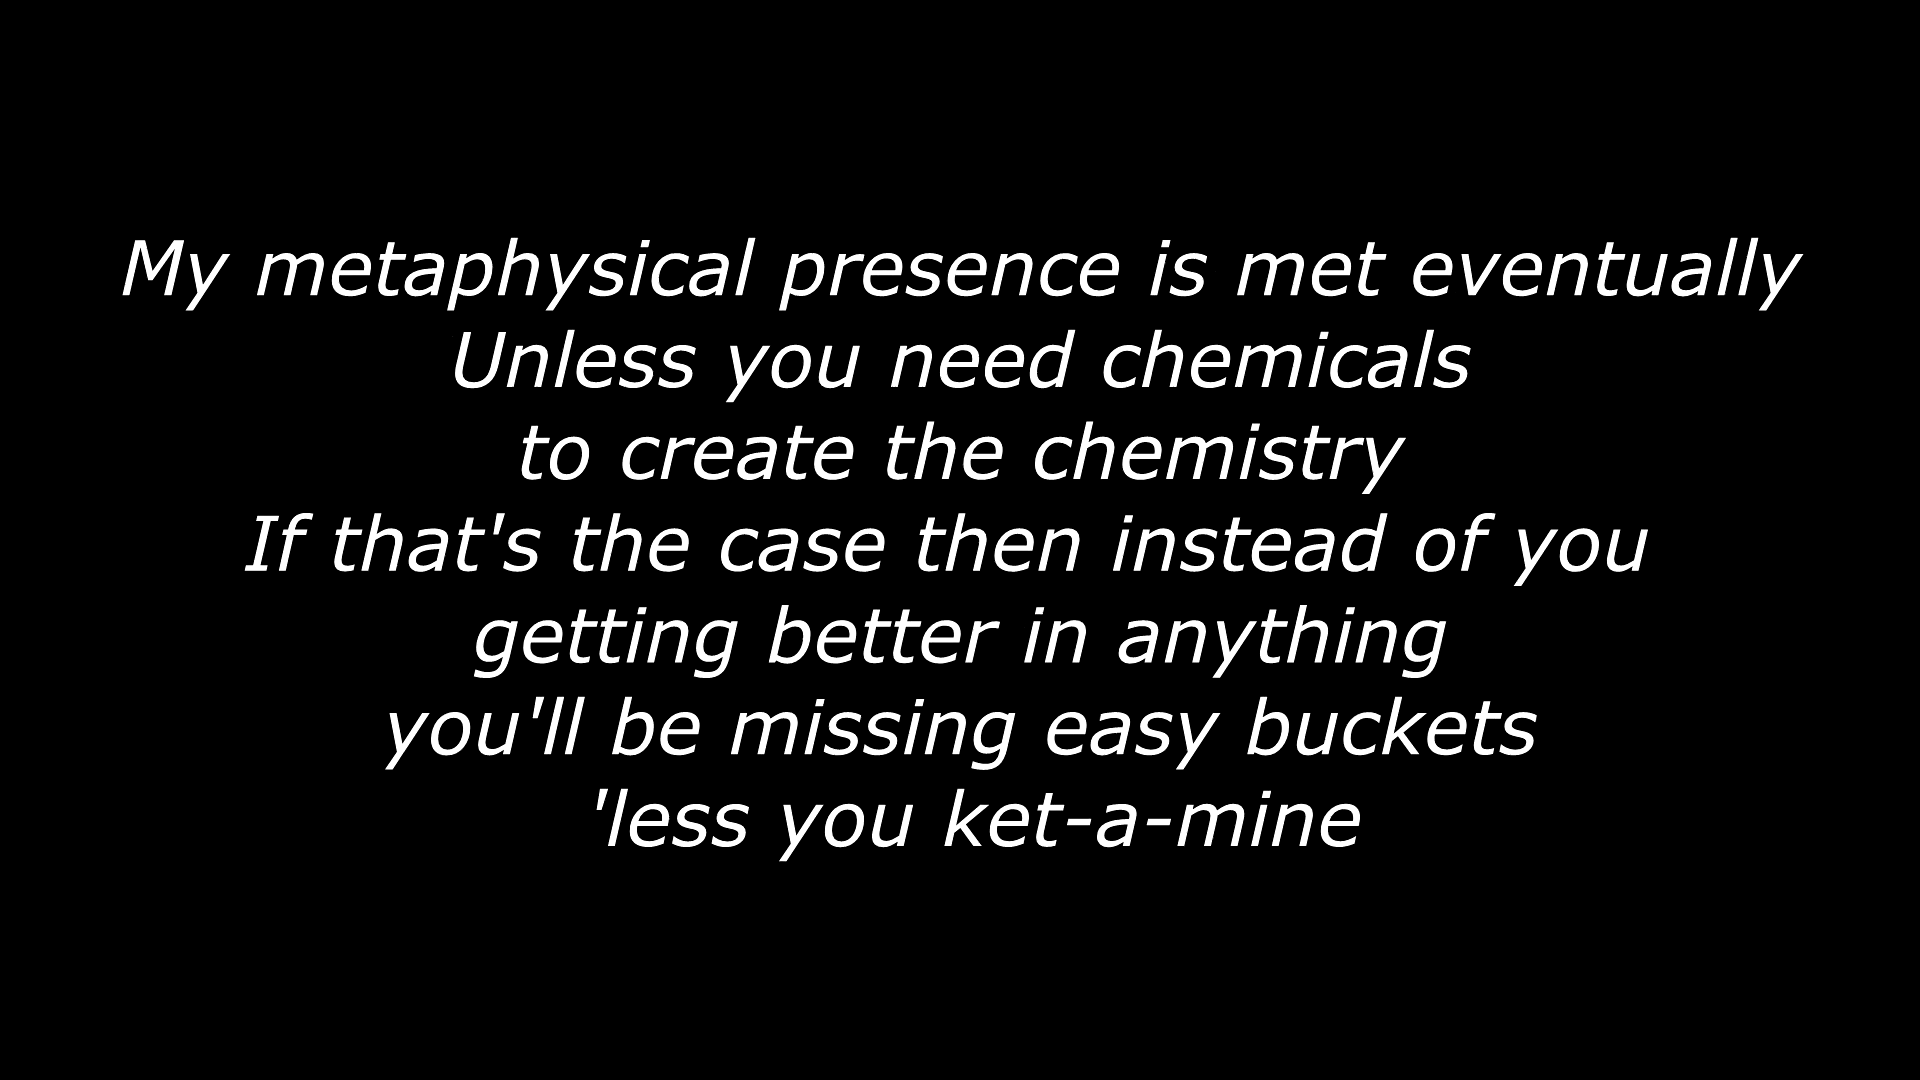 My metaphysical presence is met eventually
Unless you need chemicals
to create the chemistry
If that's the case then instead of you
getting better in anything
you'll be missing easy buckets
'less you ket-a-mine